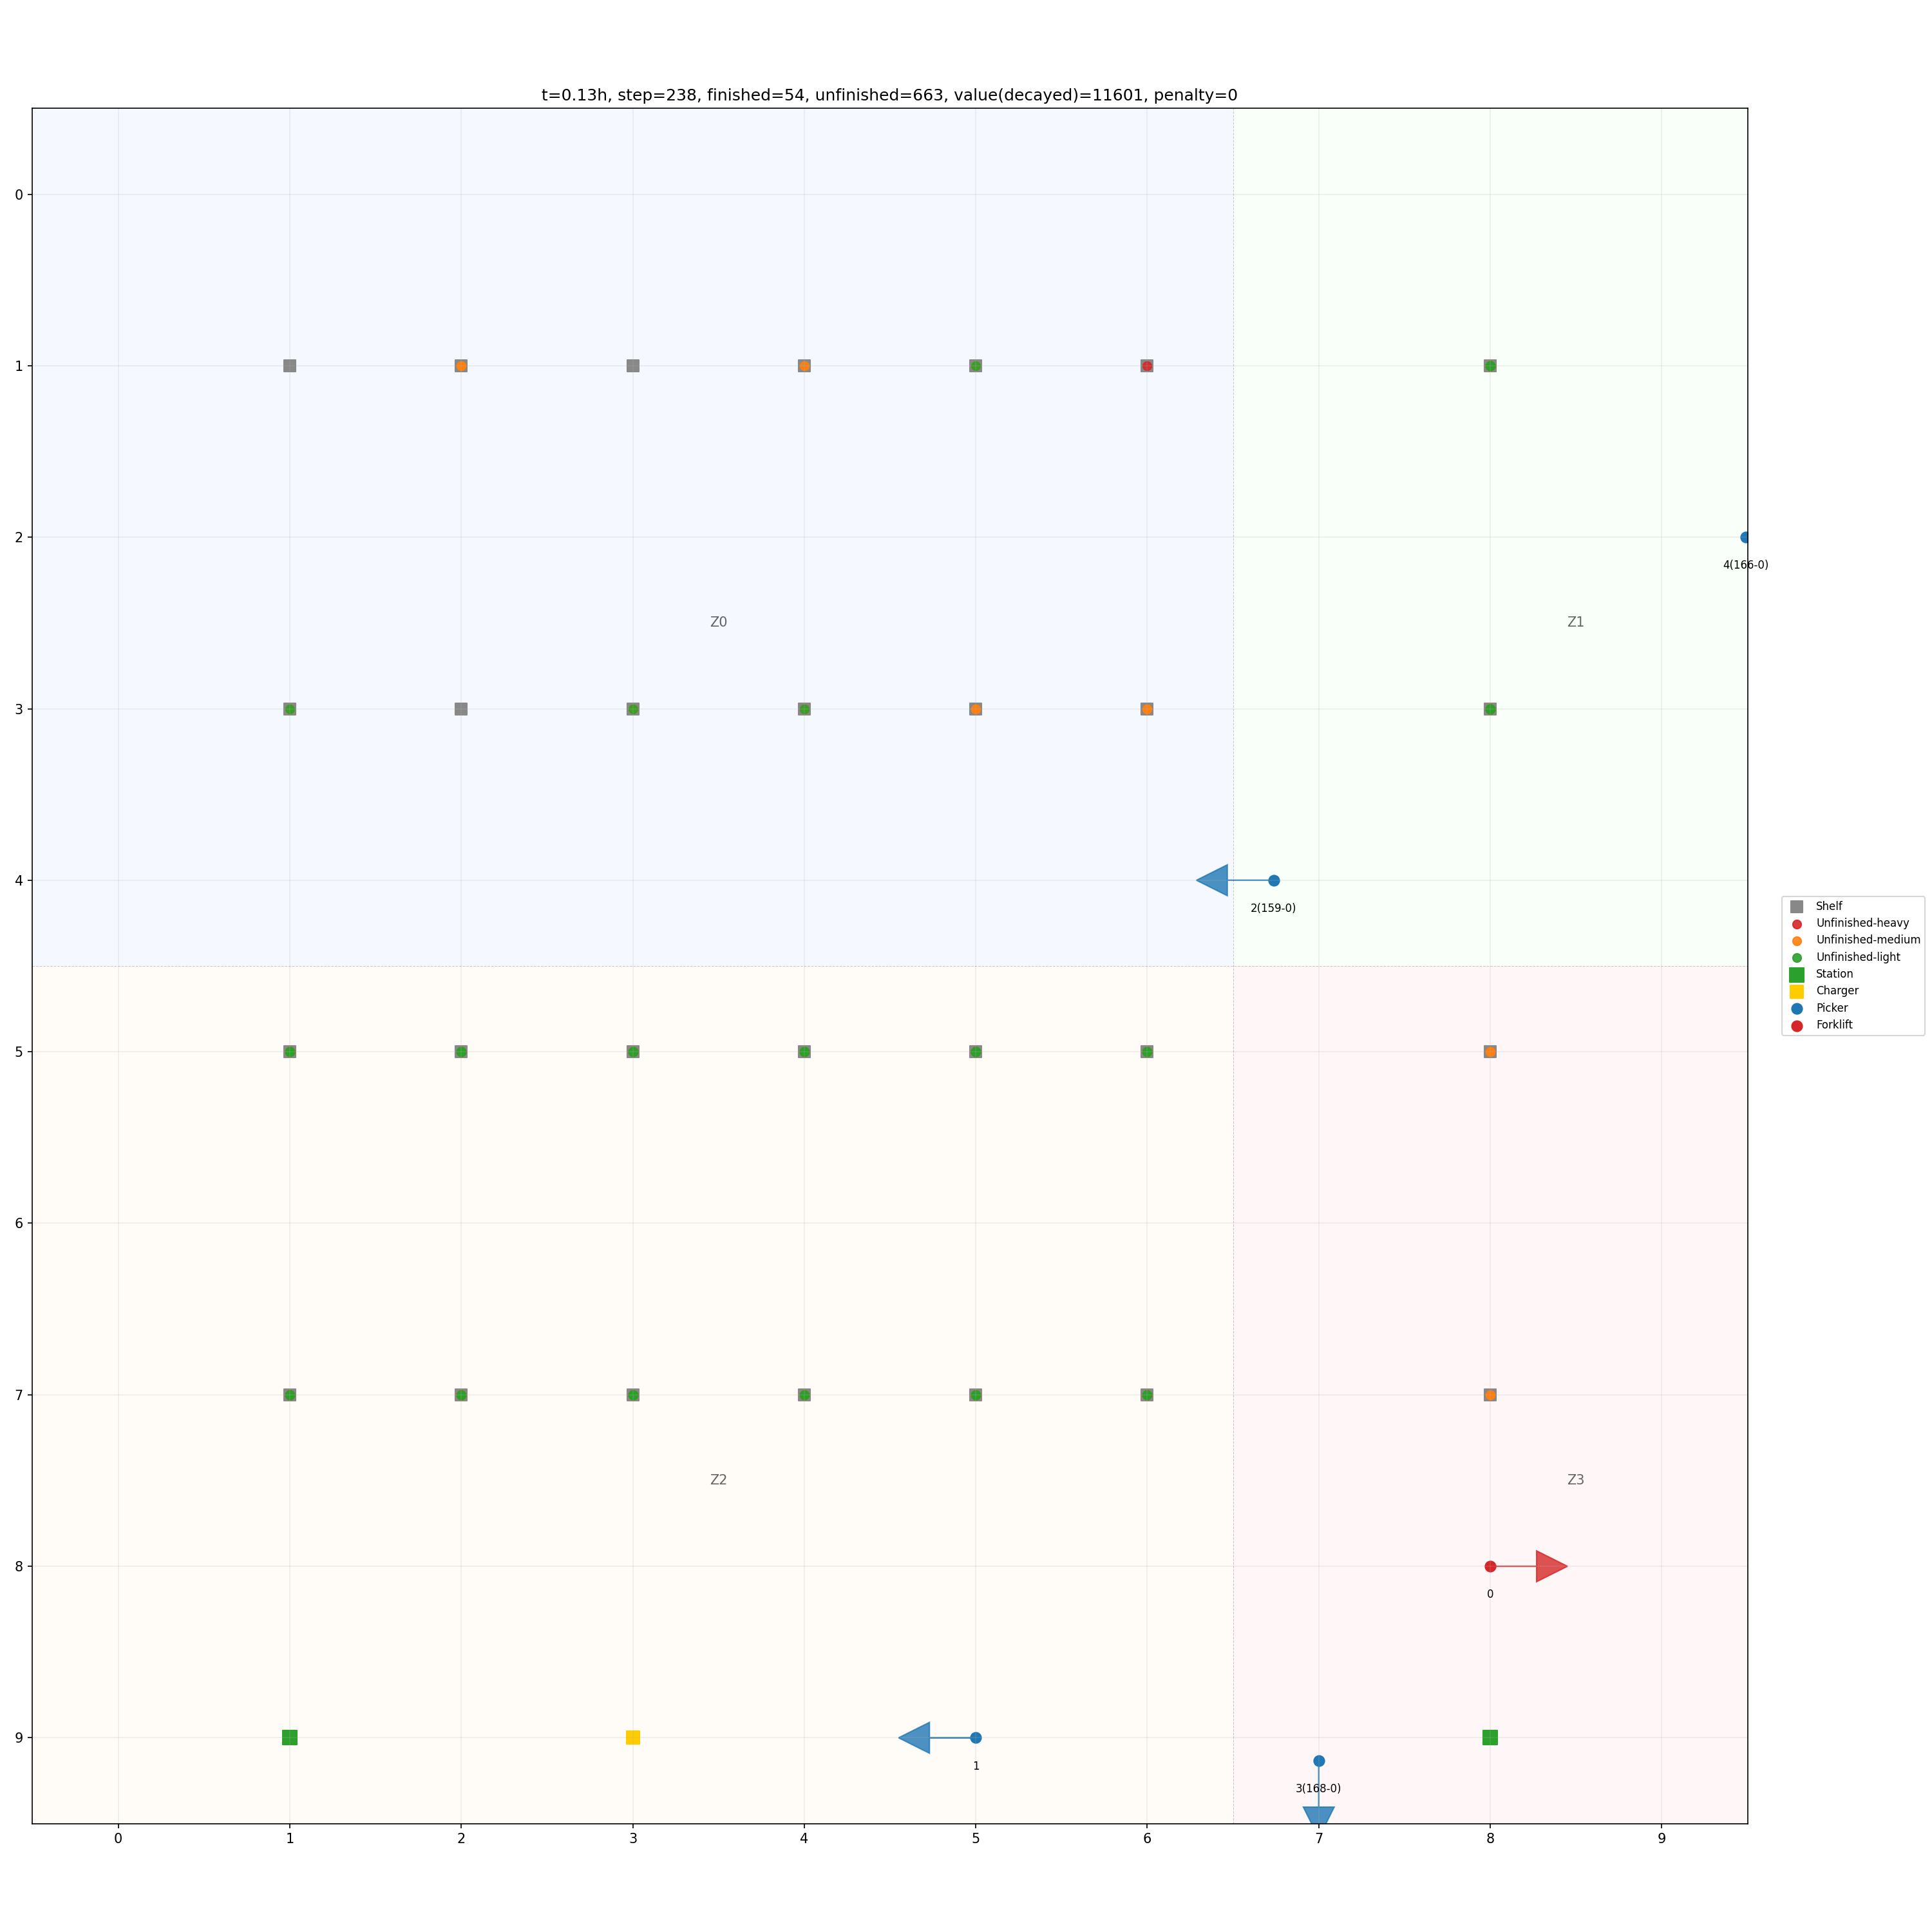 t=0.13h, step=238, finished=54, unfinished=663, value(decayed)=11601, penalty=0
0
1
2
4(166-0)
Z0
Z1
3
4
2(159-0)
Shelf
Unfinished-heavy
Unfinished-medium
Unfinished-light
Station
Charger
Picker
Forklift
5
6
7
Z2
Z3
8
0
9
1
3(168-0)
0 1 2 3 4 5 6 7 8 9